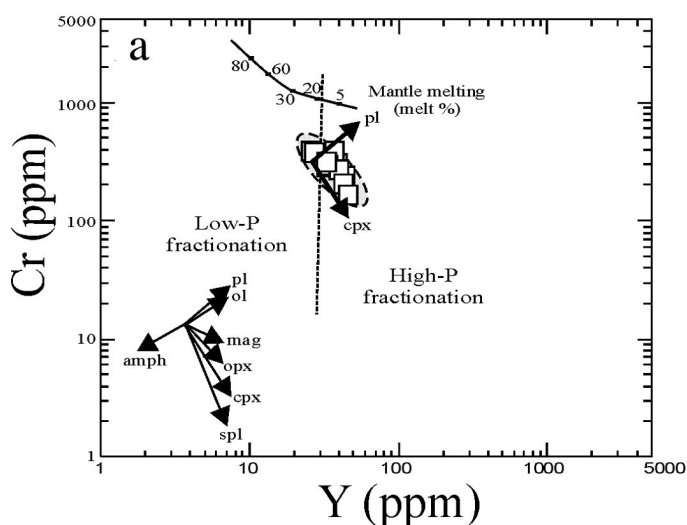 a
5000
1000
100
10
1
Cr (ppm)
80
60
30
20
5
Mantle melting
(melt %)
pl
cpx
Low-P
fractionation
High-P
fractionation
pl
ol
mag
amph
opx
cpx
spl
1
10
100
1000
5000
Y (ppm)